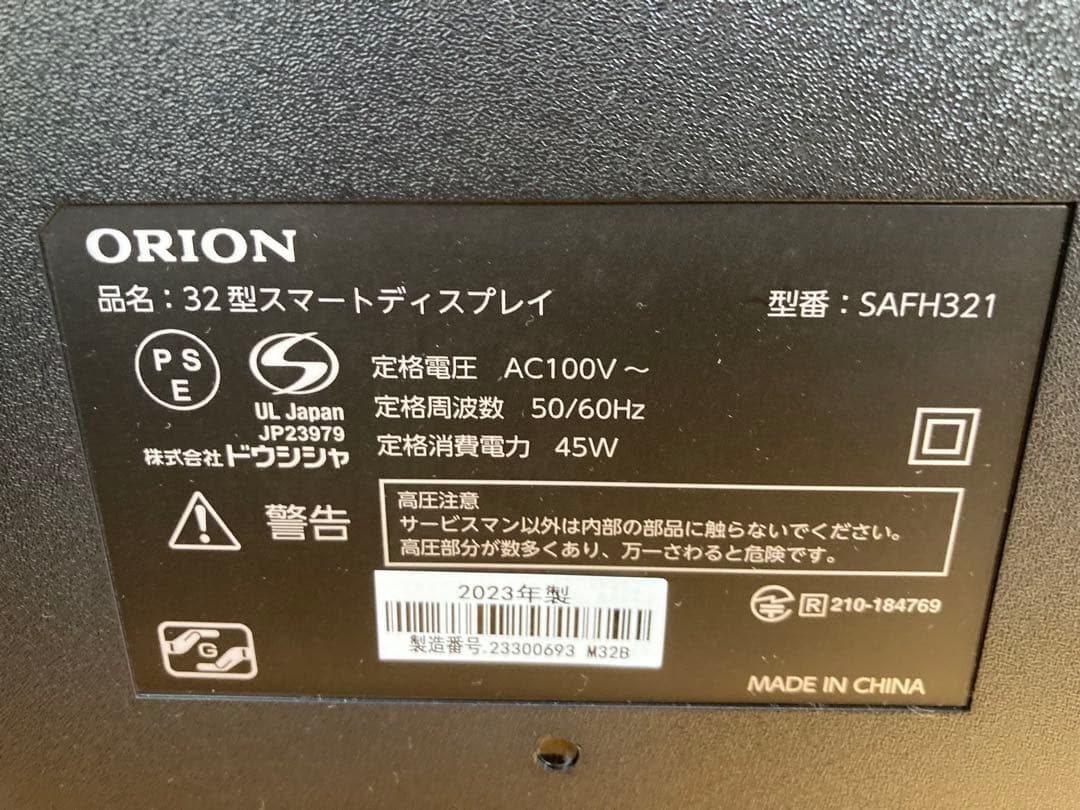 ORION
品名：32型スマートディスプレイ 型番：SAFH321
PS
E
UL Japan
JP23979
株式会社ドウシシャ
定格電圧 AC100V～
定格周波数 50/60Hz
定格消費電力 45W
警告
高圧注意
サービスマン以外は内部の部品に触らないでください。
高圧部分が数多くあり、万一さわると危険です。
2023年製
製造番号.23300693 M32B
R 210-184769
G
MADE IN CHINA